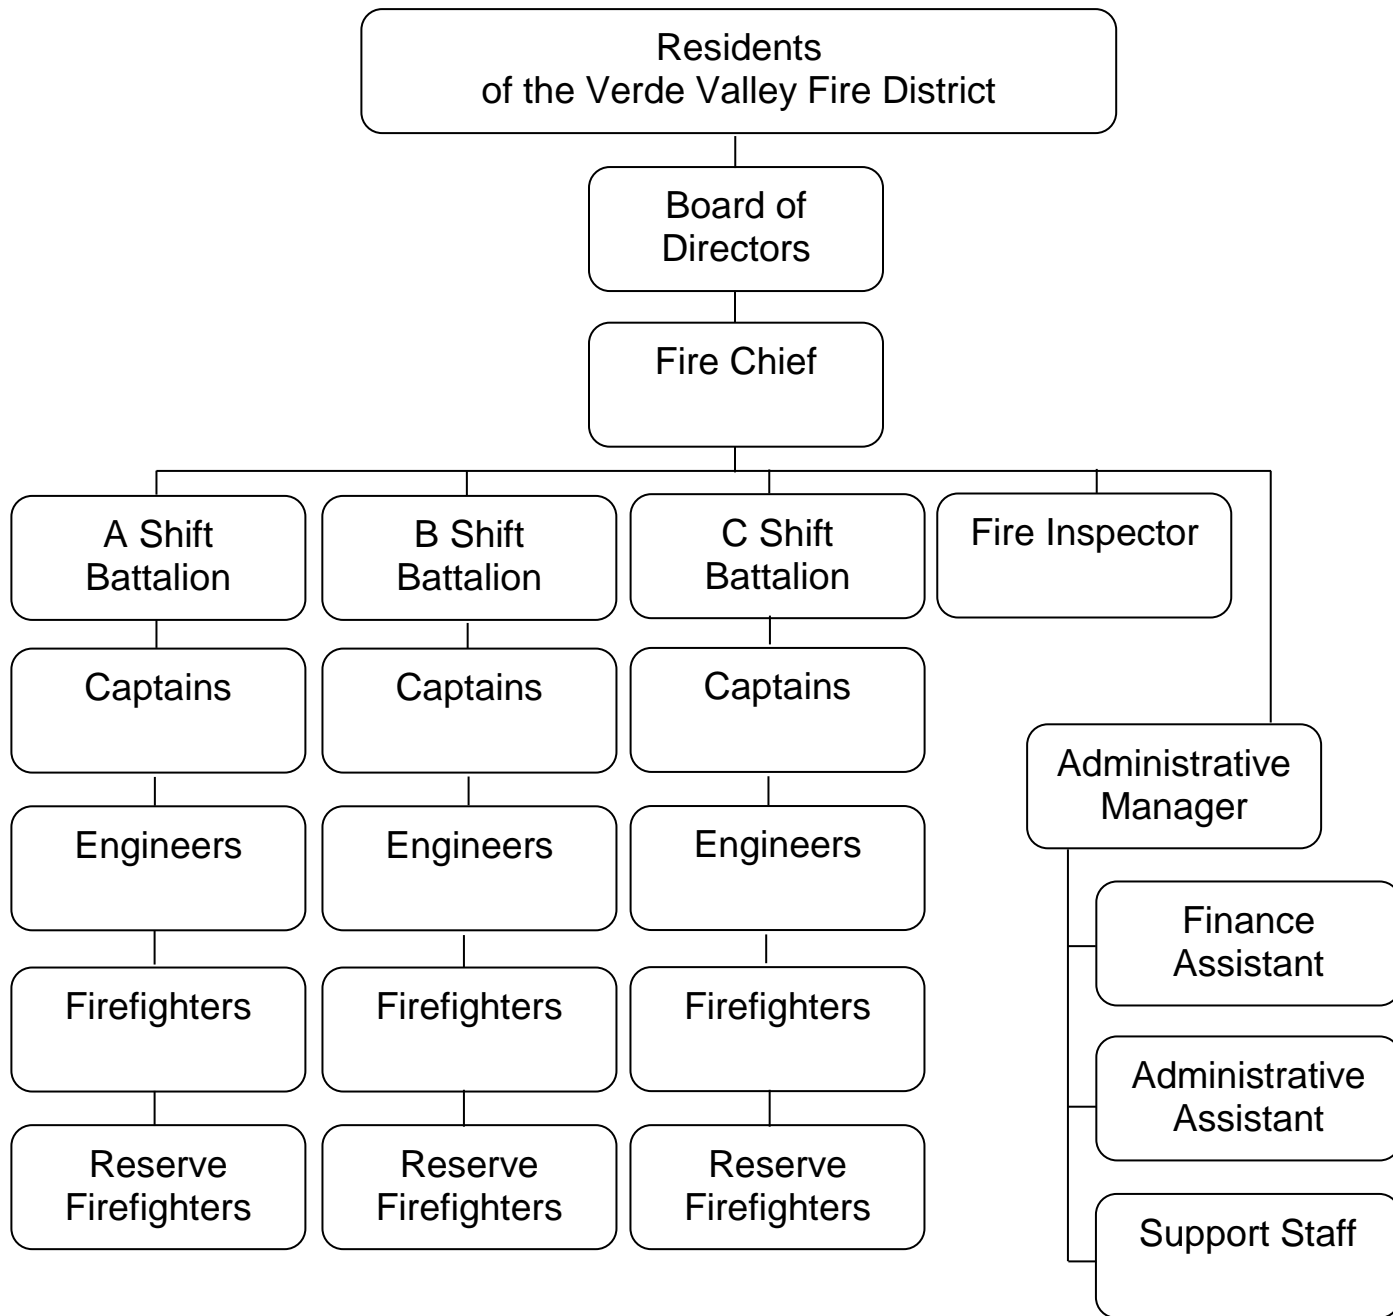 Residents
of the Verde Valley Fire District
Board of
Directors
Fire Chief
A Shift
Battalion
B Shift
Battalion
C Shift
Battalion
Fire Inspector
Captains
Captains
Captains
Administrative
Manager
Engineers
Engineers
Engineers
Finance
Assistant
Firefighters
Firefighters
Firefighters
Administrative
Assistant
Reserve
Firefighters
Reserve
Firefighters
Reserve
Firefighters
Support Staff